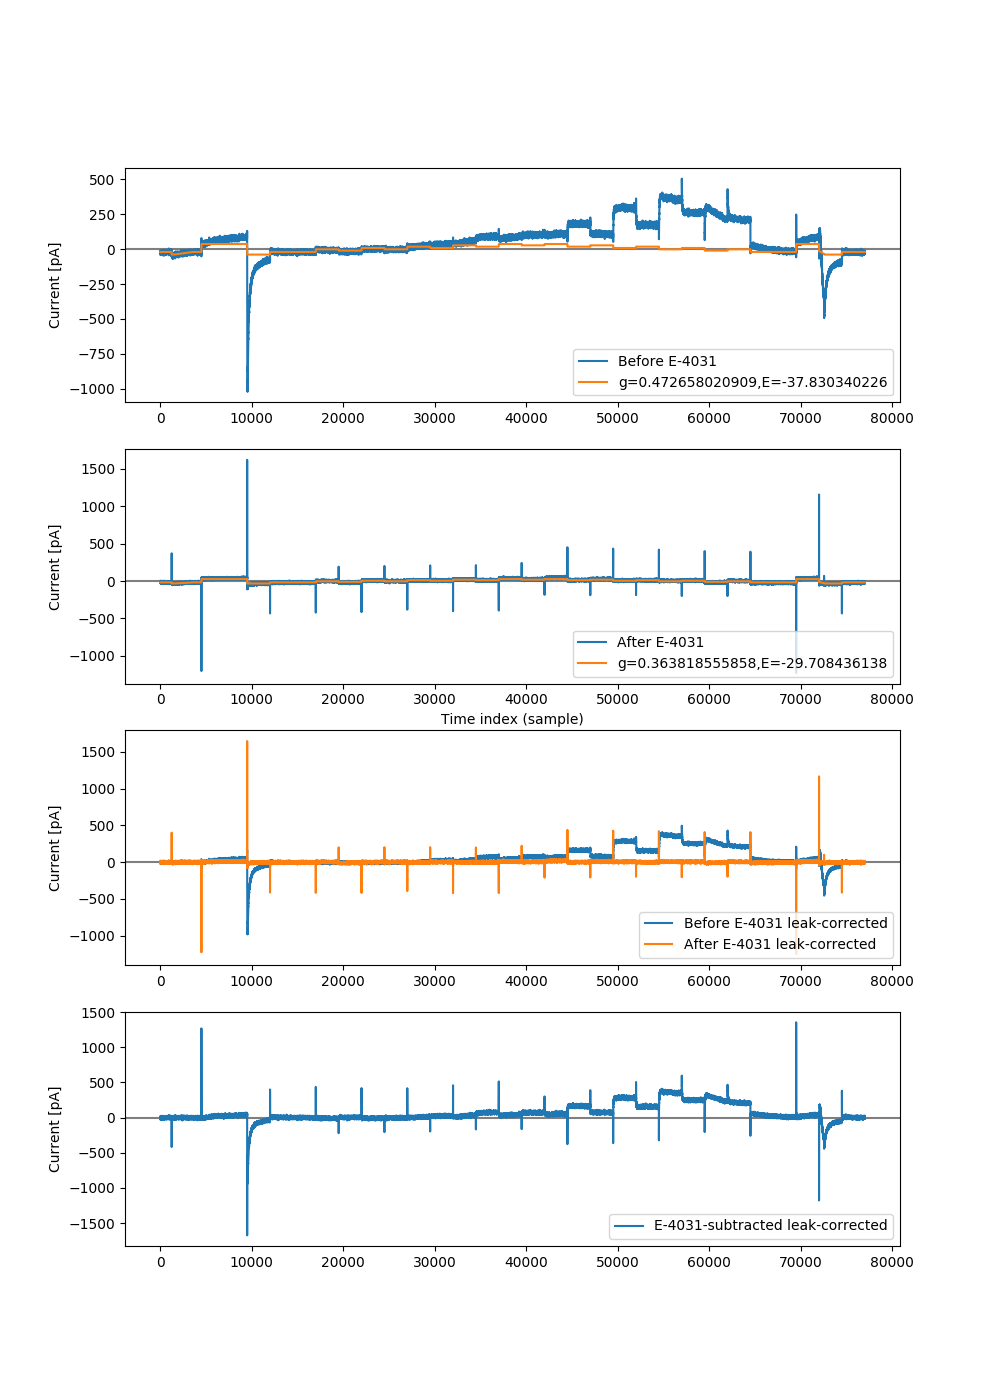 500
250
0
−250
−500
−750
−1000
Current [pA]
Before E-4031
g=0.472658020909,E=-37.830340226
0 10000 20000 30000 40000 50000 60000 70000 80000
1500
1000
500
0
−500
−1000
Current [pA]
After E-4031
g=0.363818555858,E=-29.708436138
0 10000 20000 30000 40000 50000 60000 70000 80000
Time index (sample)
1500
1000
500
0
−500
−1000
Current [pA]
Before E-4031 leak-corrected
After E-4031 leak-corrected
0 10000 20000 30000 40000 50000 60000 70000 80000
1500
1000
500
0
−500
−1000
−1500
Current [pA]
E-4031-subtracted leak-corrected
0 10000 20000 30000 40000 50000 60000 70000 80000